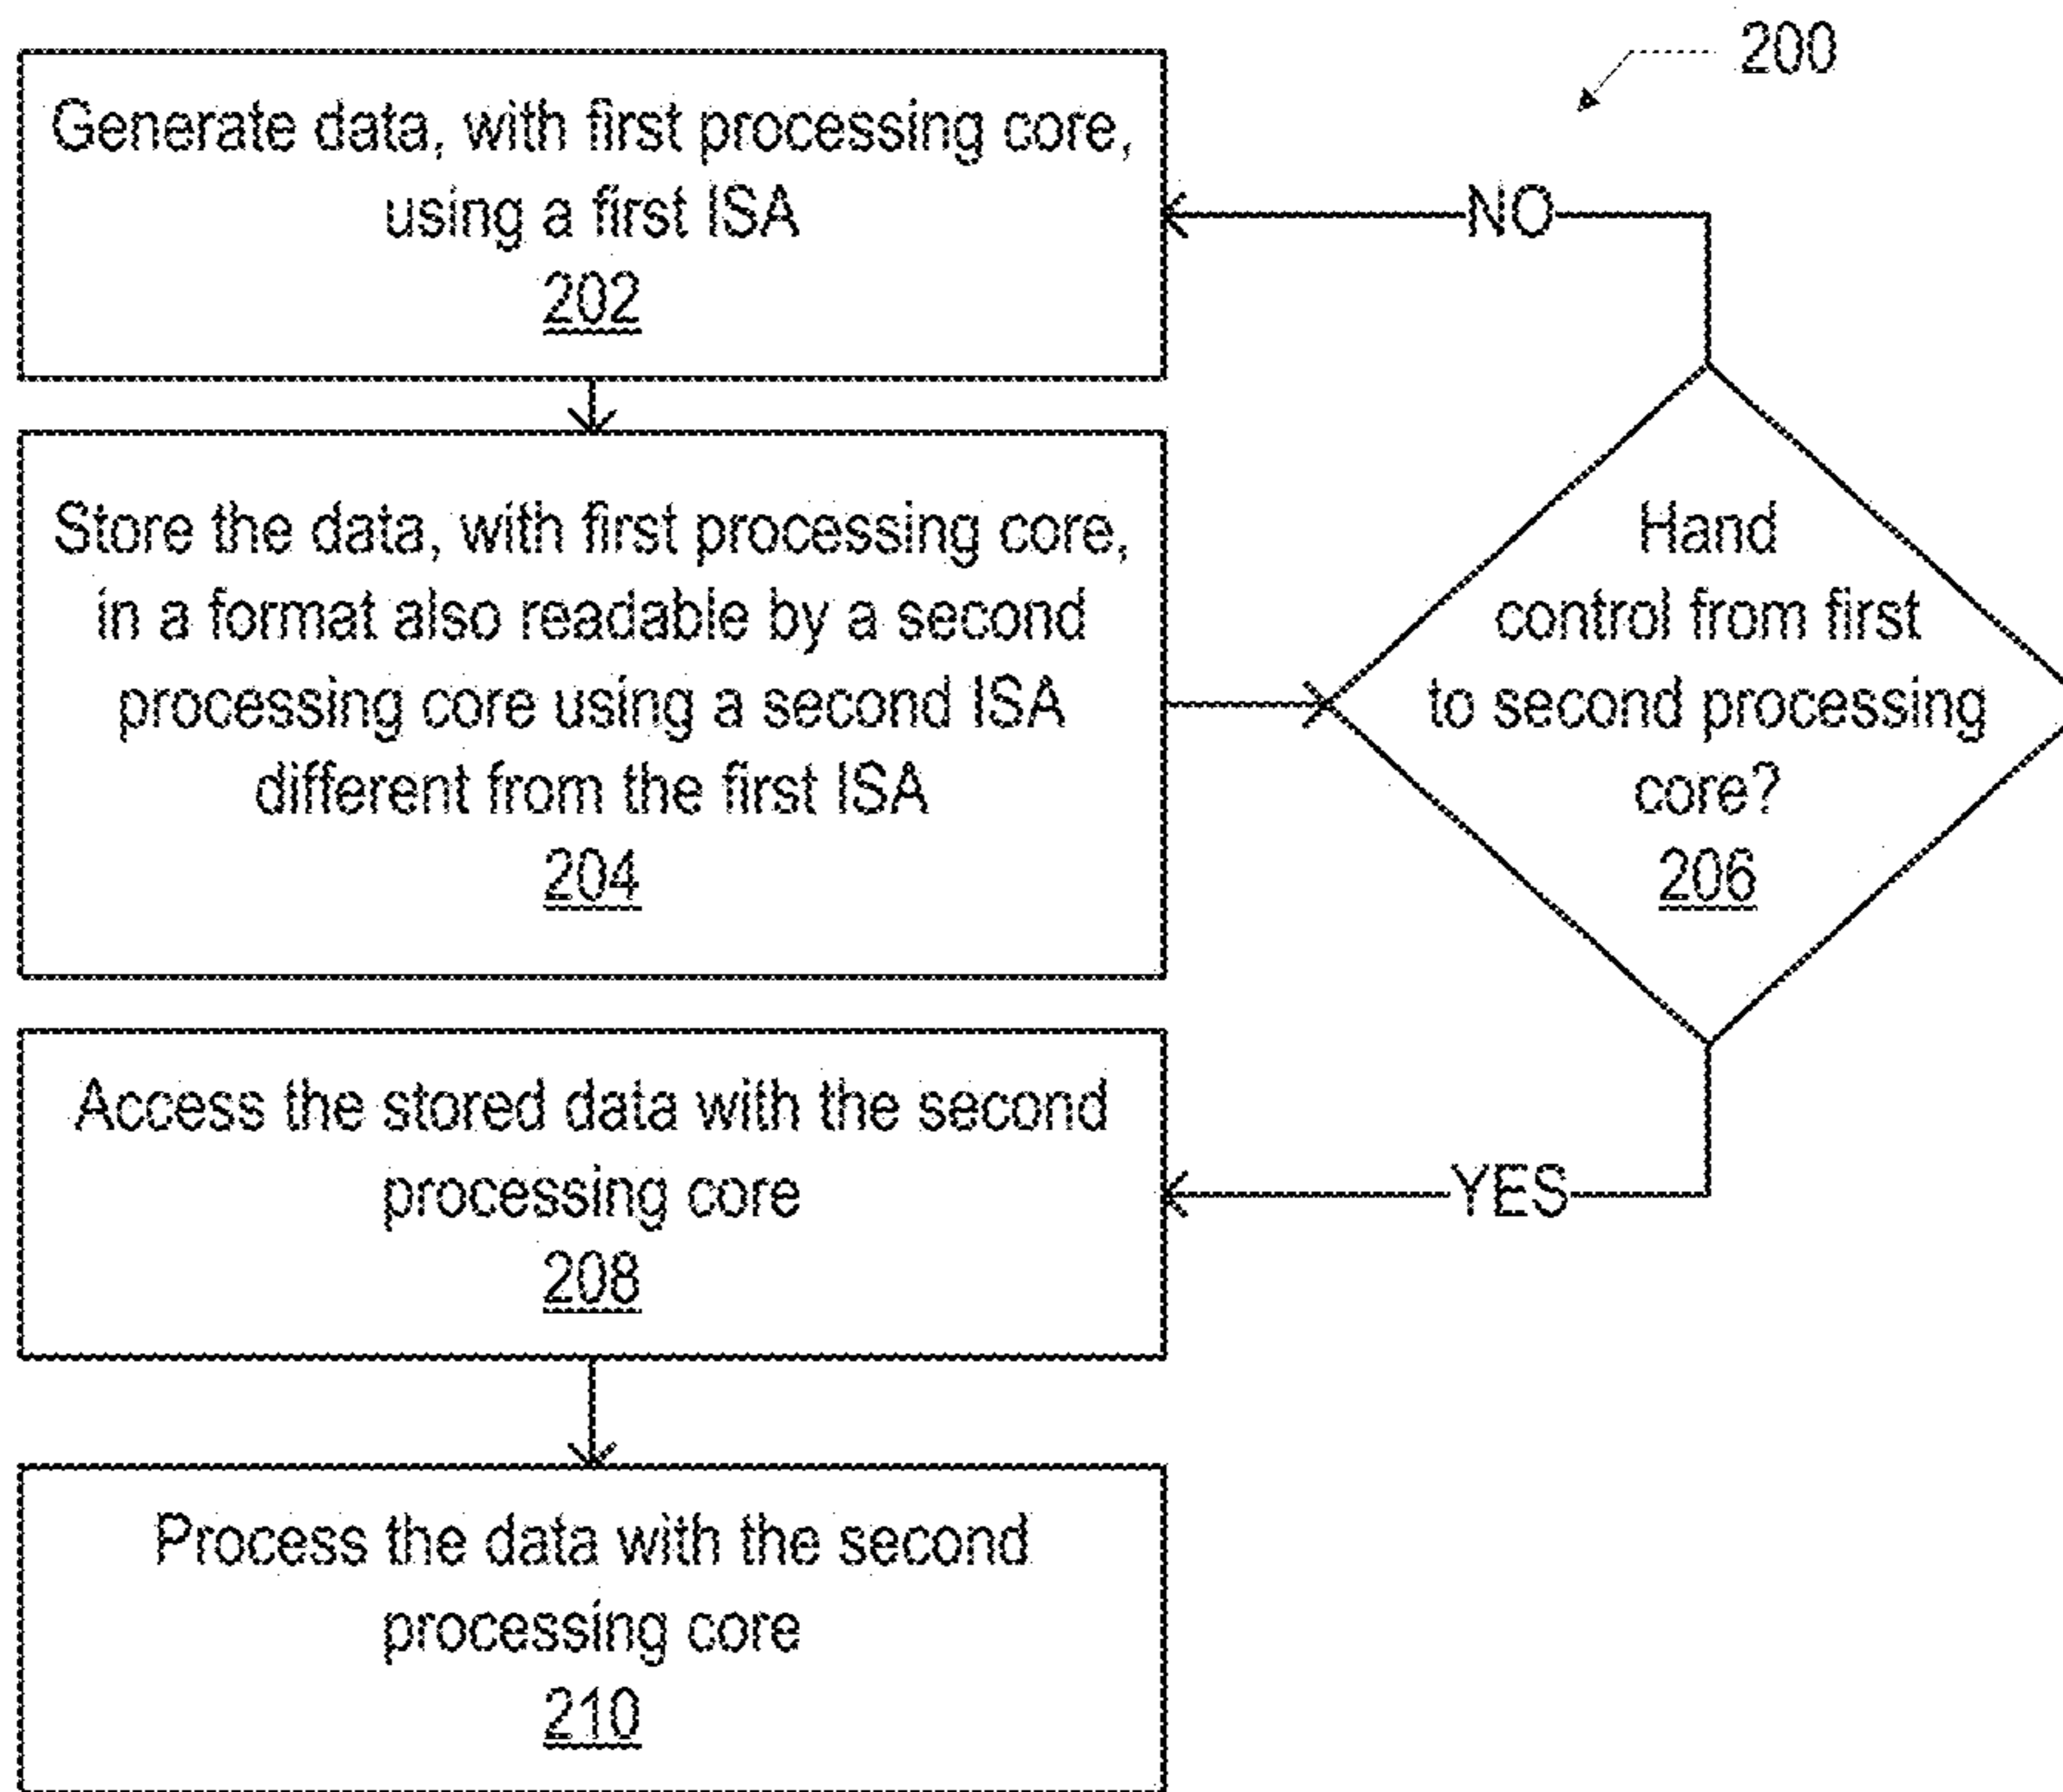 200
Generate data, with first processing core,
using a first ISA
202
NO
Store the data, with first processing core,
in a format also readable by a second
processing core using a second ISA
different from the first ISA
204
Hand
control from first
to second processing
core?
206
YES
Access the stored data with the second
processing core
208
Process the data with the second
processing core
210